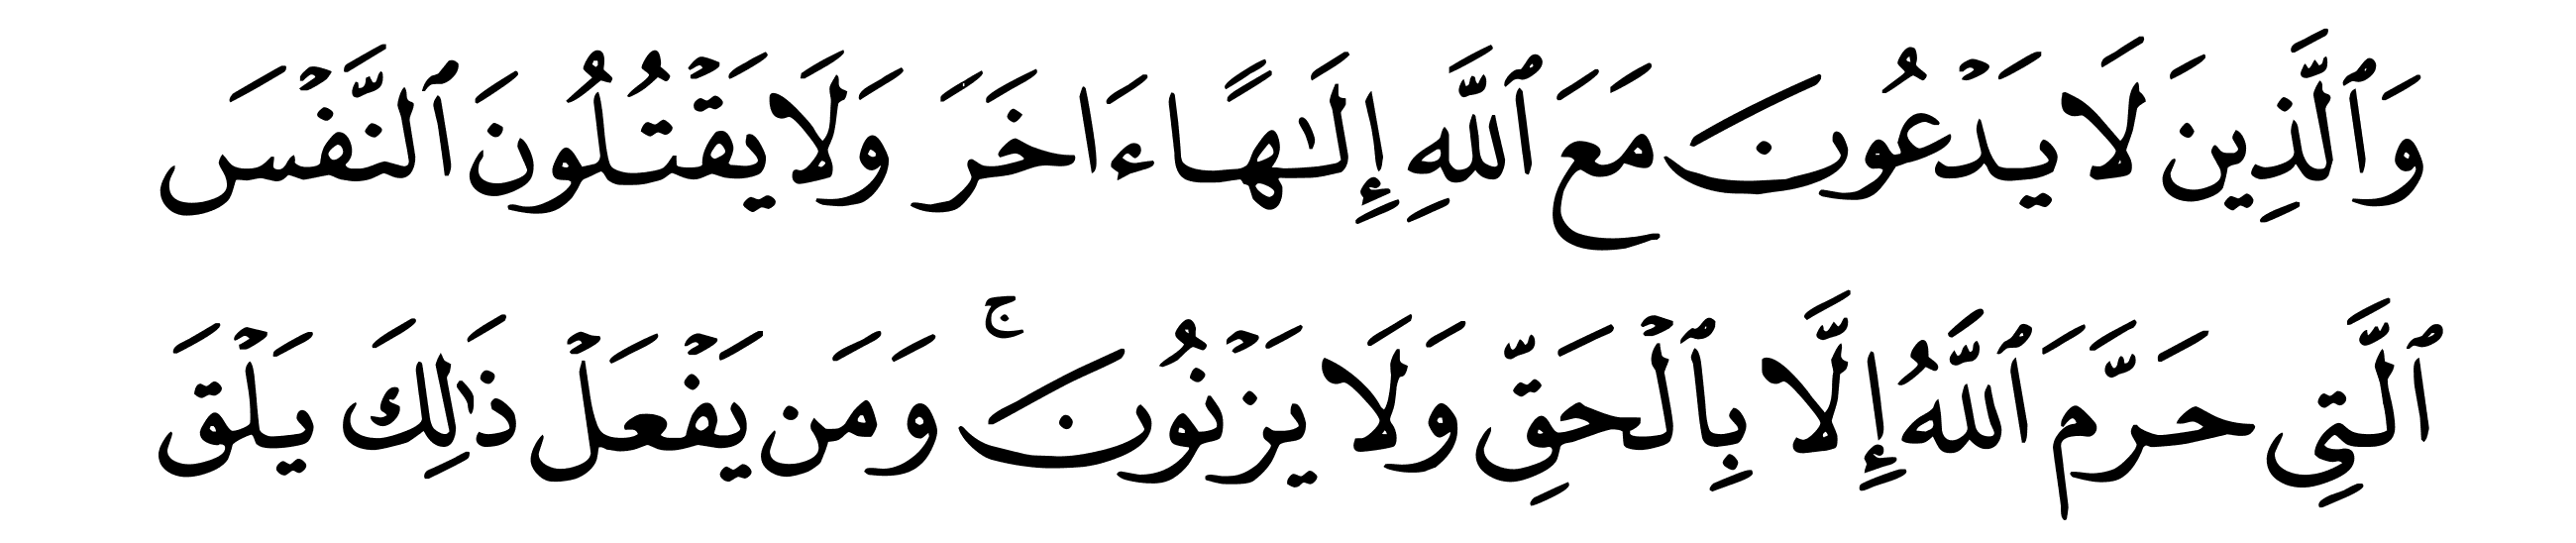 وَٱلَّذِينَ لَا يَدۡعُونَ مَعَ ٱللَّهِ إِلَٰهًا ءَاخَرَ وَلَا يَقۡتُلُونَ ٱلنَّفۡسَ
ٱلَّتِي حَرَّمَ ٱللَّهُ إِلَّا بِٱلۡحَقِّ وَلَا يَزۡنُونَۚ وَمَن يَفۡعَلۡ ذَٰلِكَ يَلۡقَ